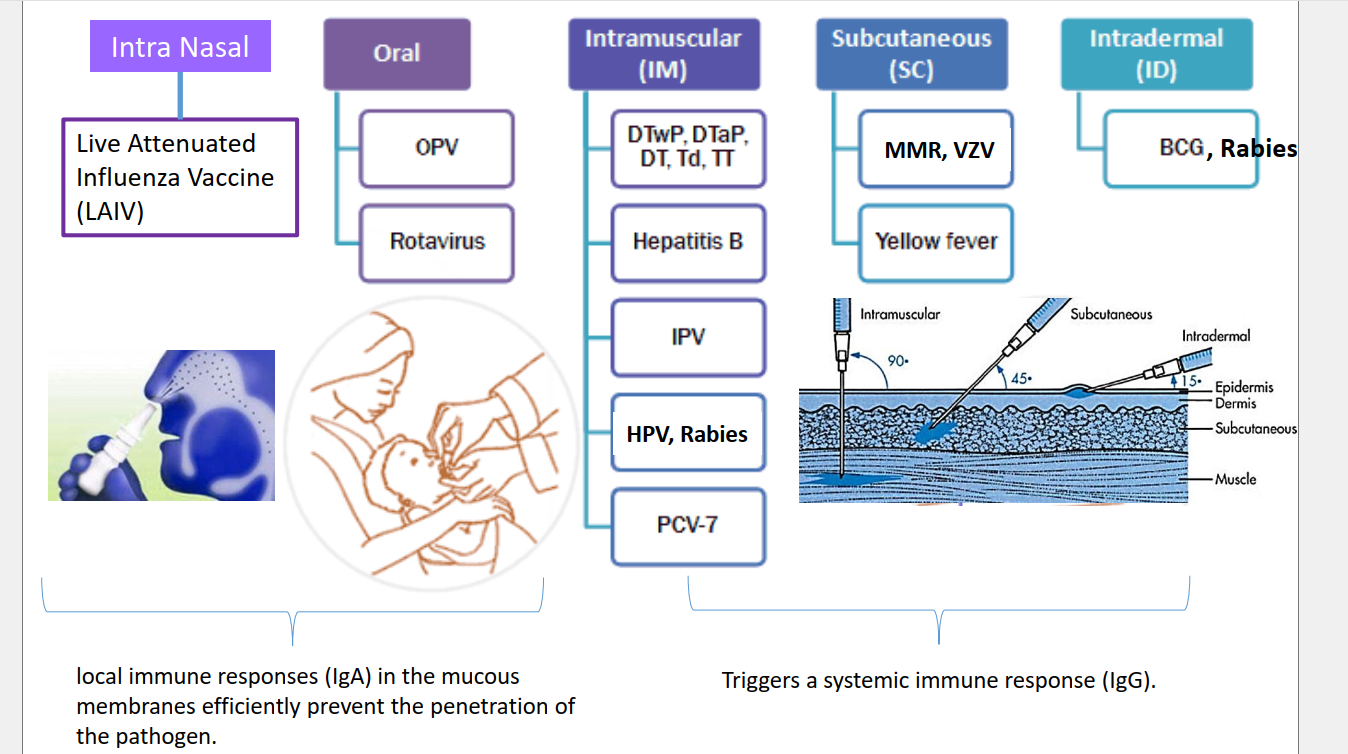 Intra Nasal
Live Attenuated
Influenza Vaccine
(LAIV)
Oral
OPV
Rotavirus
Intramuscular
(IM)
DTwP, DTaP,
DT, Td, TT
Hepatitis B
IPV
HPV, Rabies
PCV-7
Subcutaneous
(SC)
MMR, VZV
Yellow fever
Intradermal
(ID)
BCG, Rabies
Intramuscular
90°
Subcutaneous
45°
Intradermal
15°
Epidermis
Dermis
Subcutaneous
Muscle
local immune responses (IgA) in the mucous
membranes efficiently prevent the penetration of
the pathogen.
Triggers a systemic immune response (IgG).